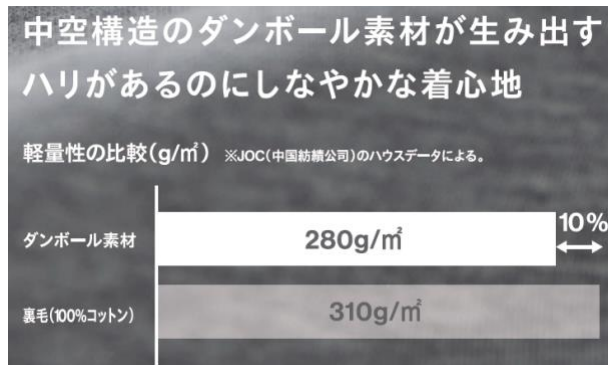 中空構造のダンボール素材が生み出す
ハリがあるのにしなやかな着心地
軽量性の比較(g/㎡) ※JOC(中国紡績公司)のハウスデータによる。
10%
ダンボール素材 280g/㎡
裏毛(100%コットン) 310g/㎡